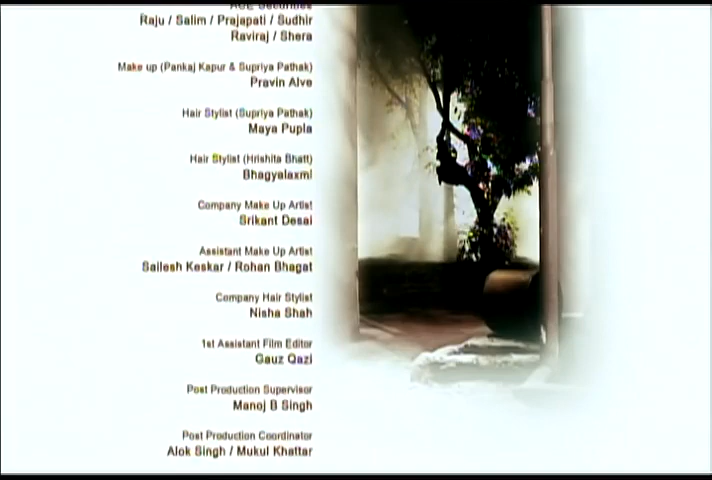 ACE Securities
Raju / Salim / Prajapati / Sudhir
Raviraj / Shera
Make up (Pankaj Kapur & Supriya Pathak)
Pravin Alve
Hair Stylist (Supriya Pathak)
Maya Pupla
Hair Stylist (Hrishita Bhatt)
Bhagyalaxmi
Company Make Up Artist
Srikant Desai
Assistant Make Up Artist
Sailesh Keskar / Rohan Bhagat
Company Hair Stylist
Nisha Shah
1st Assistant Film Editor
Gauz Qazi
Post Production Supervisor
Manoj B Singh
Post Production Coordinator
Alok Singh / Mukul Khattar